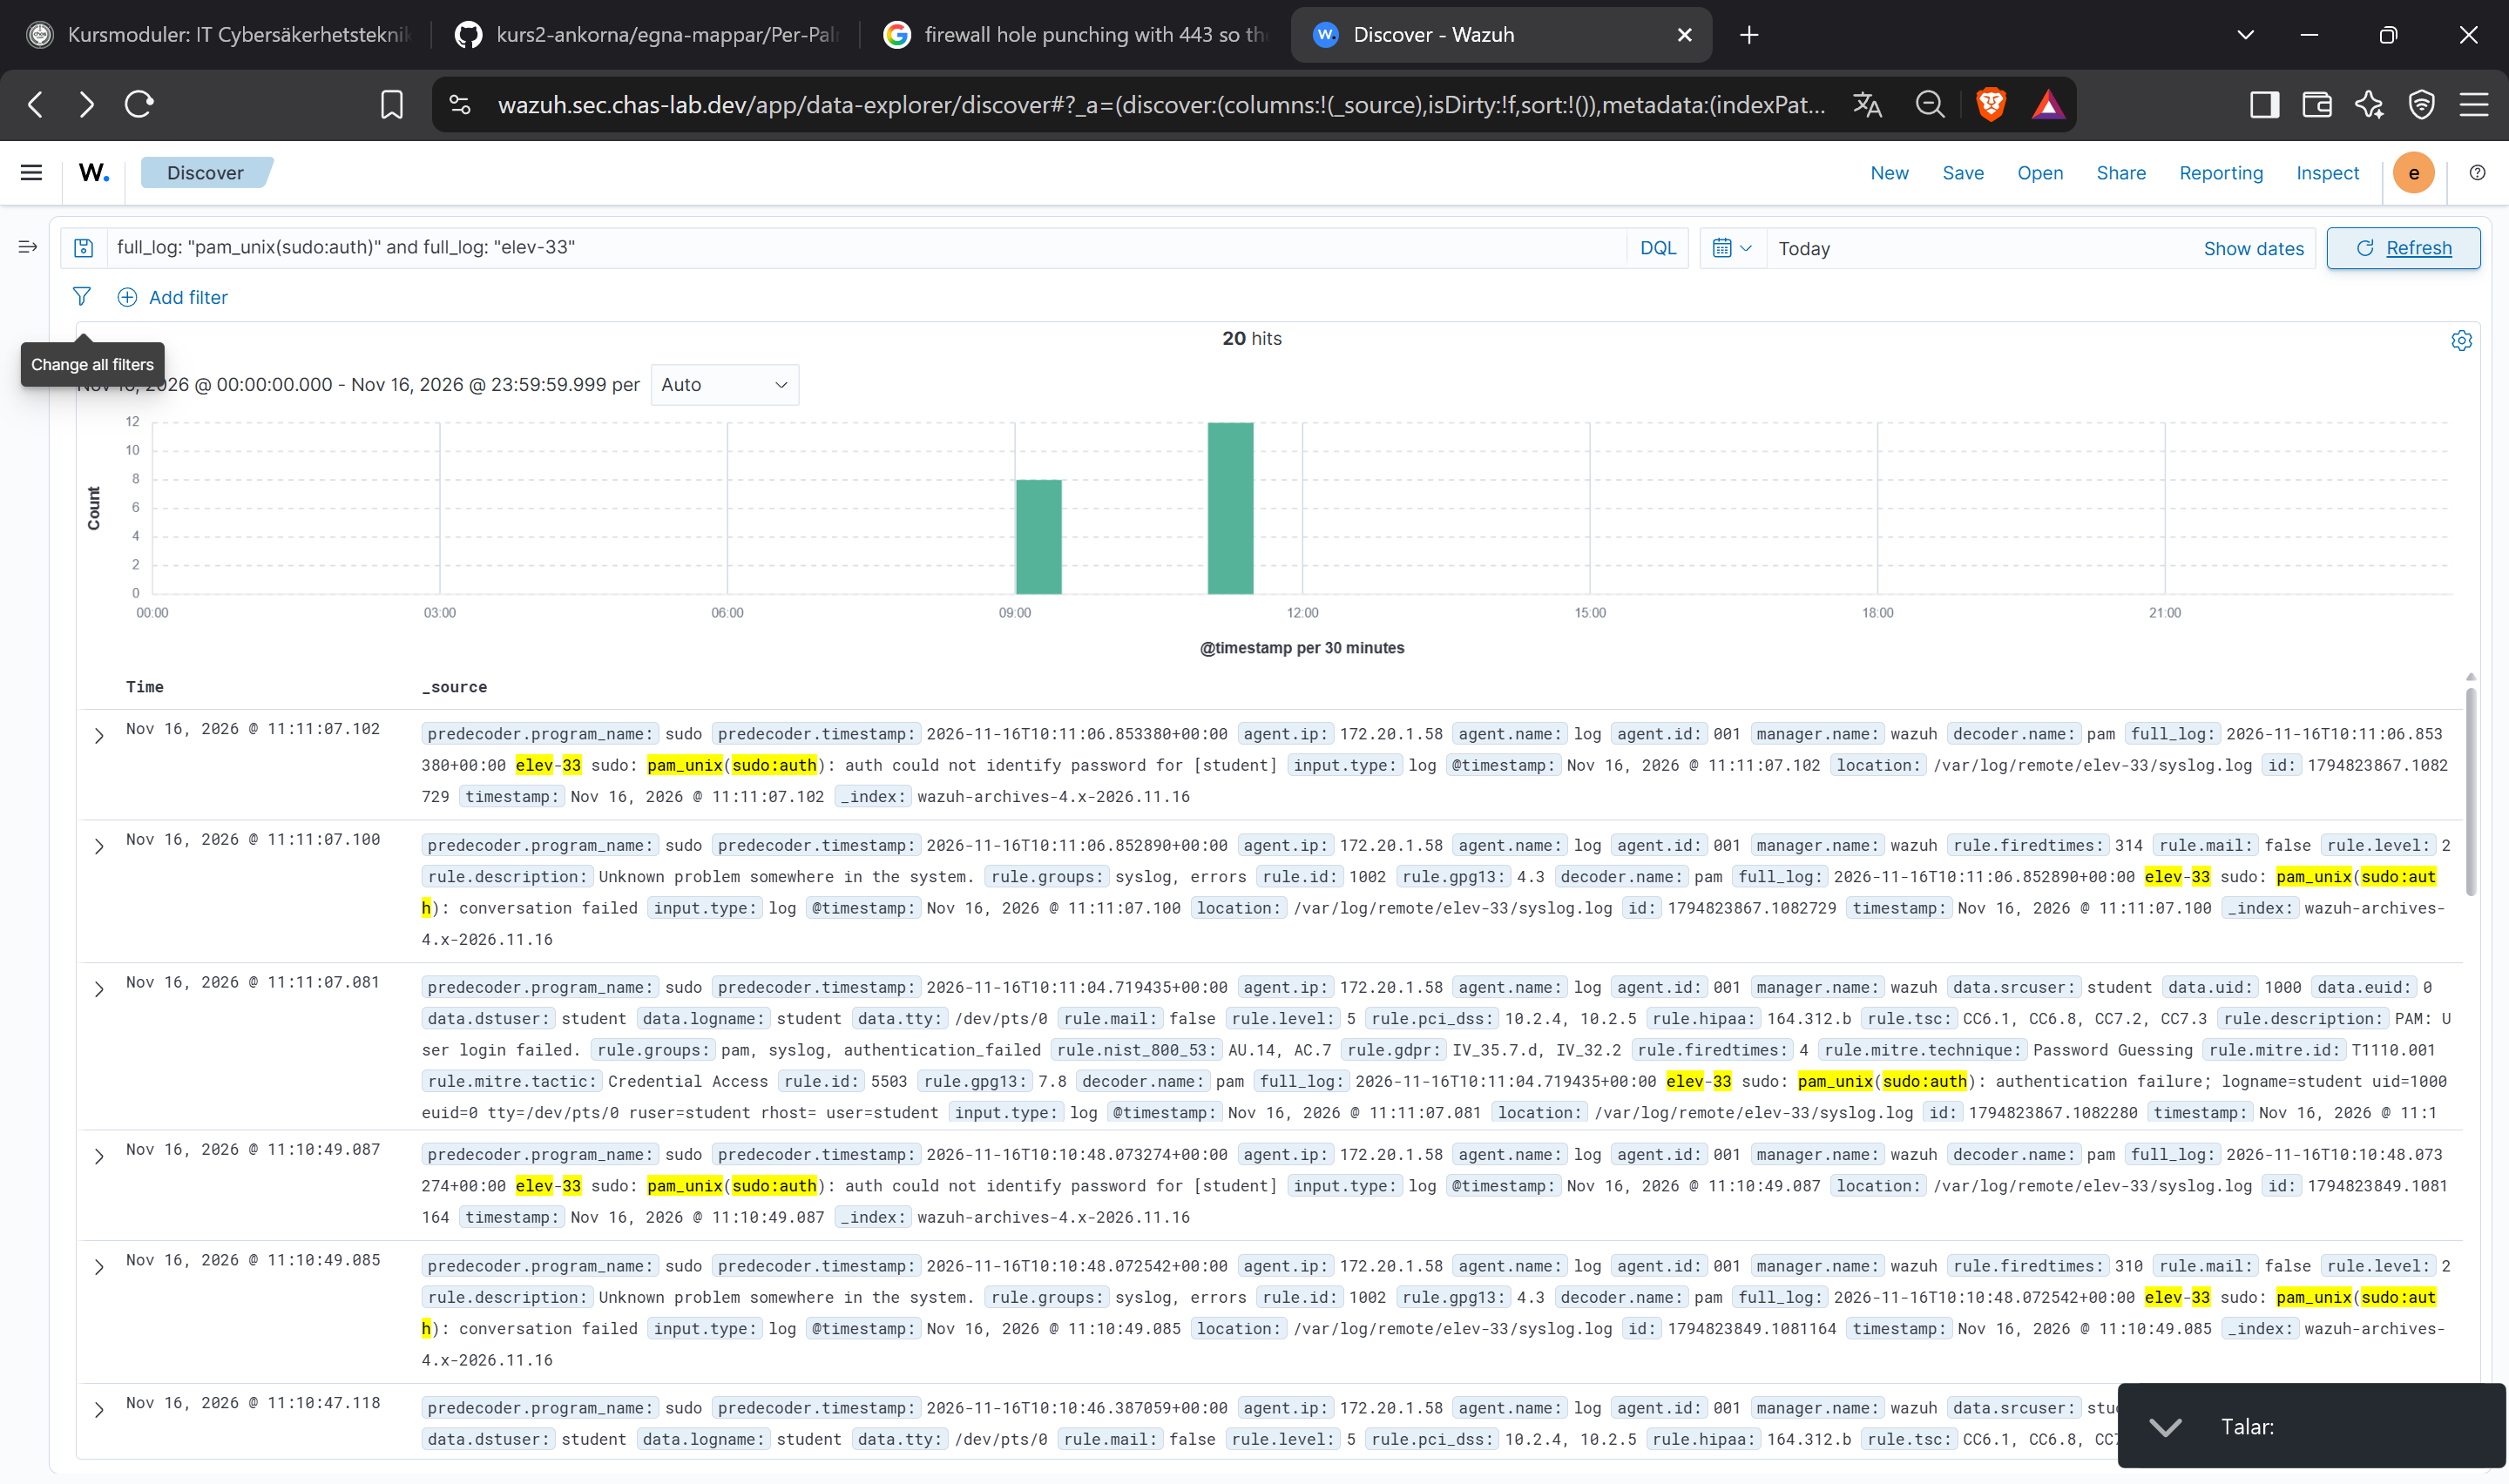 Kursmoduler: IT Cybersäkerhetsteknik
kurs2-ankorna/egna-mappar/Per-Pal
firewall hole punching with 443 so th
W. Discover - Wazuh
wazuh.sec.chas-lab.dev/app/data-explorer/discover#?_a=(discover:(columns:!(_source),isDirty:!f,sort:!()),metadata:(indexPat...
W. Discover New Save Open Share Reporting Inspect e
full_log: "pam_unix(sudo:auth)" and full_log: "elev-33" DQL Today Show dates Refresh
Add filter
20 hits
Change all filters
Nov 16, 2026 @ 00:00:00.000 - Nov 16, 2026 @ 23:59:59.999 per Auto
12
10
8
6
4
2
0
Count
00:00 03:00 06:00 09:00 12:00 15:00 18:00 21:00
@timestamp per 30 minutes
Time _source
Nov 16, 2026 @ 11:11:07.102 predecoder.program_name: sudo predecoder.timestamp: 2026-11-16T10:11:06.853380+00:00 agent.ip: 172.20.1.58 agent.name: log agent.id: 001 manager.name: wazuh decoder.name: pam full_log: 2026-11-16T10:11:06.853
380+00:00 elev-33 sudo: pam_unix(sudo:auth): auth could not identify password for [student] input.type: log @timestamp: Nov 16, 2026 @ 11:11:07.102 location: /var/log/remote/elev-33/syslog.log id: 1794823867.1082
729 timestamp: Nov 16, 2026 @ 11:11:07.102 _index: wazuh-archives-4.x-2026.11.16
Nov 16, 2026 @ 11:11:07.100 predecoder.program_name: sudo predecoder.timestamp: 2026-11-16T10:11:06.852890+00:00 agent.ip: 172.20.1.58 agent.name: log agent.id: 001 manager.name: wazuh rule.firedtimes: 314 rule.mail: false rule.level: 2
rule.description: Unknown problem somewhere in the system. rule.groups: syslog, errors rule.id: 1002 rule.gpg13: 4.3 decoder.name: pam full_log: 2026-11-16T10:11:06.852890+00:00 elev-33 sudo: pam_unix(sudo:aut
h): conversation failed input.type: log @timestamp: Nov 16, 2026 @ 11:11:07.100 location: /var/log/remote/elev-33/syslog.log id: 1794823867.1082729 timestamp: Nov 16, 2026 @ 11:11:07.100 _index: wazuh-archives-
4.x-2026.11.16
Nov 16, 2026 @ 11:11:07.081 predecoder.program_name: sudo predecoder.timestamp: 2026-11-16T10:11:04.719435+00:00 agent.ip: 172.20.1.58 agent.name: log agent.id: 001 manager.name: wazuh data.srcuser: student data.uid: 1000 data.euid: 0
data.dstuser: student data.logname: student data.tty: /dev/pts/0 rule.mail: false rule.level: 5 rule.pci_dss: 10.2.4, 10.2.5 rule.hipaa: 164.312.b rule.tsc: CC6.1, CC6.8, CC7.2, CC7.3 rule.description: PAM: U
ser login failed. rule.groups: pam, syslog, authentication_failed rule.nist_800_53: AU.14, AC.7 rule.gdpr: IV_35.7.d, IV_32.2 rule.firedtimes: 4 rule.mitre.technique: Password Guessing rule.mitre.id: T1110.001
rule.mitre.tactic: Credential Access rule.id: 5503 rule.gpg13: 7.8 decoder.name: pam full_log: 2026-11-16T10:11:04.719435+00:00 elev-33 sudo: pam_unix(sudo:auth): authentication failure; logname=student uid=1000
euid=0 tty=/dev/pts/0 ruser=student rhost= user=student input.type: log @timestamp: Nov 16, 2026 @ 11:11:07.081 location: /var/log/remote/elev-33/syslog.log id: 1794823867.1082280 timestamp: Nov 16, 2026 @ 11:1
Nov 16, 2026 @ 11:10:49.087 predecoder.program_name: sudo predecoder.timestamp: 2026-11-16T10:10:48.073274+00:00 agent.ip: 172.20.1.58 agent.name: log agent.id: 001 manager.name: wazuh decoder.name: pam full_log: 2026-11-16T10:10:48.073
274+00:00 elev-33 sudo: pam_unix(sudo:auth): auth could not identify password for [student] input.type: log @timestamp: Nov 16, 2026 @ 11:10:49.087 location: /var/log/remote/elev-33/syslog.log id: 1794823849.1081
164 timestamp: Nov 16, 2026 @ 11:10:49.087 _index: wazuh-archives-4.x-2026.11.16
Nov 16, 2026 @ 11:10:49.085 predecoder.program_name: sudo predecoder.timestamp: 2026-11-16T10:10:48.072542+00:00 agent.ip: 172.20.1.58 agent.name: log agent.id: 001 manager.name: wazuh rule.firedtimes: 310 rule.mail: false rule.level: 2
rule.description: Unknown problem somewhere in the system. rule.groups: syslog, errors rule.id: 1002 rule.gpg13: 4.3 decoder.name: pam full_log: 2026-11-16T10:10:48.072542+00:00 elev-33 sudo: pam_unix(sudo:aut
h): conversation failed input.type: log @timestamp: Nov 16, 2026 @ 11:10:49.085 location: /var/log/remote/elev-33/syslog.log id: 1794823849.1081164 timestamp: Nov 16, 2026 @ 11:10:49.085 _index: wazuh-archives-
4.x-2026.11.16
Nov 16, 2026 @ 11:10:47.118 predecoder.program_name: sudo predecoder.timestamp: 2026-11-16T10:10:46.387059+00:00 agent.ip: 172.20.1.58 agent.name: log agent.id: 001 manager.name: wazuh data.srcuser: stu
data.dstuser: student data.logname: student data.tty: /dev/pts/0 rule.mail: false rule.level: 5 rule.pci_dss: 10.2.4, 10.2.5 rule.hipaa: 164.312.b rule.tsc: CC6.1, CC6.8, CC7
Talar: